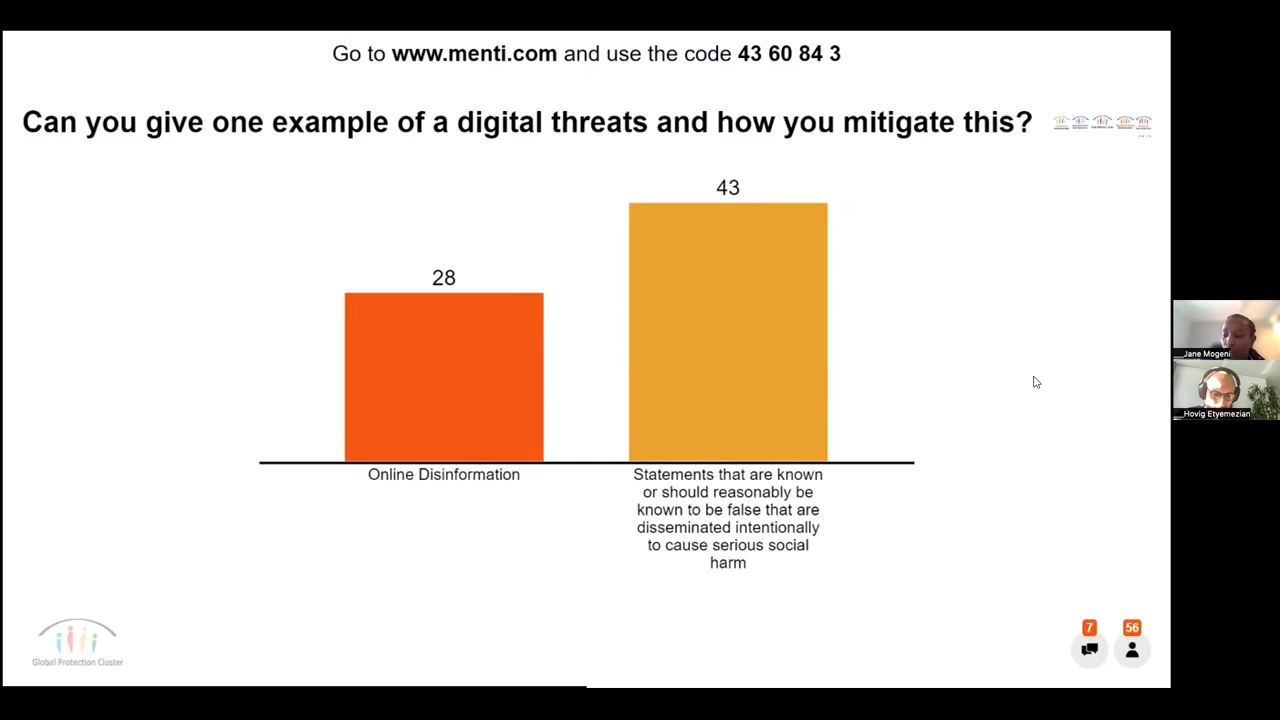 Go to www.menti.com and use the code 43 60 84 3
Can you give one example of a digital threats and how you mitigate this?
43
28
Online Disinformation
Statements that are known
or should reasonably be
known to be false that are
disseminated intentionally
to cause serious social
harm
Jane Mogeni
Hovig Etyemezian
7
56
Global Protection Cluster